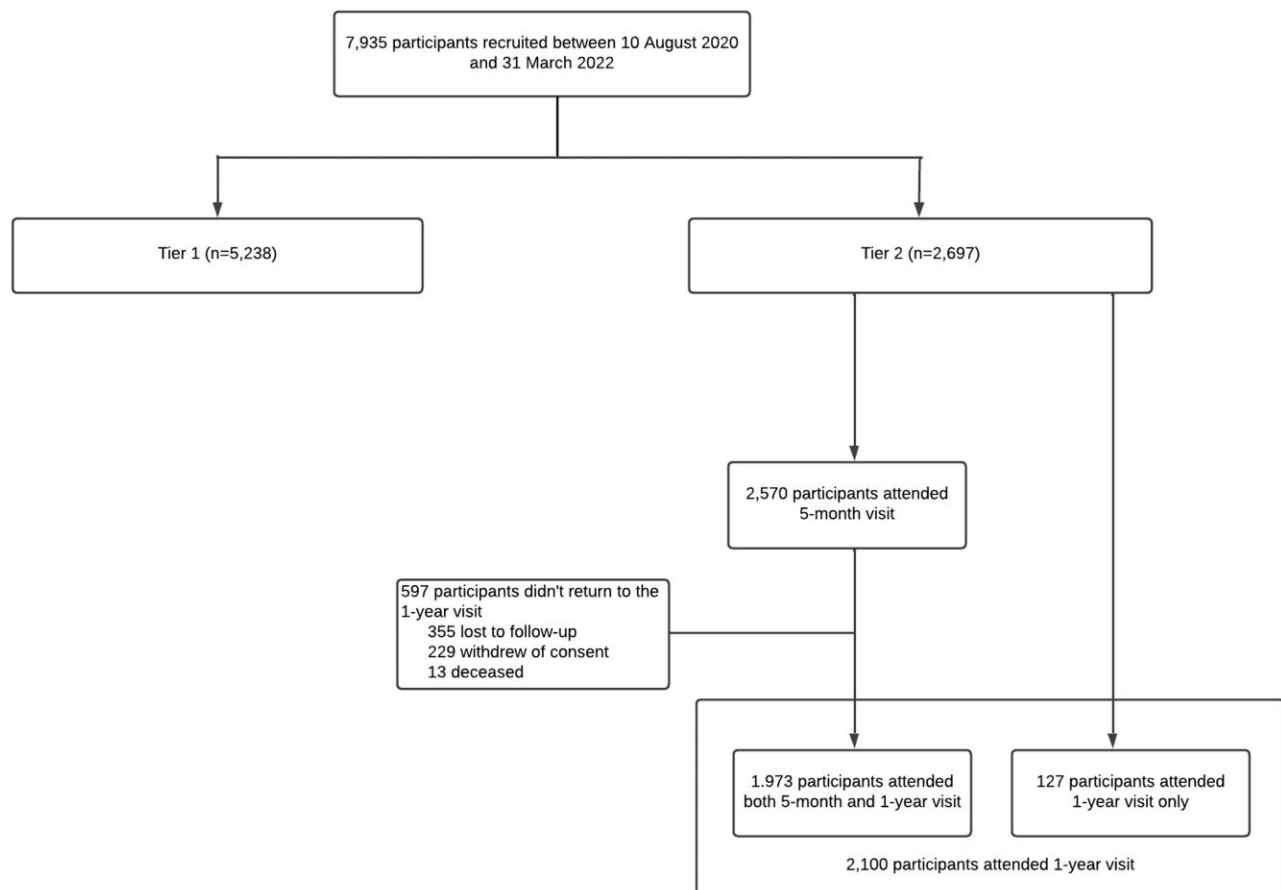 7,935 participants recruited between 10 August 2020
and 31 March 2022
Tier 1 (n=5,238)
Tier 2 (n=2,697)
2,570 participants attended
5-month visit
597 participants didn't return to the
1-year visit
355 lost to follow-up
229 withdrew of consent
13 deceased
1.973 participants attended
both 5-month and 1-year visit
127 participants attended
1-year visit only
2,100 participants attended 1-year visit